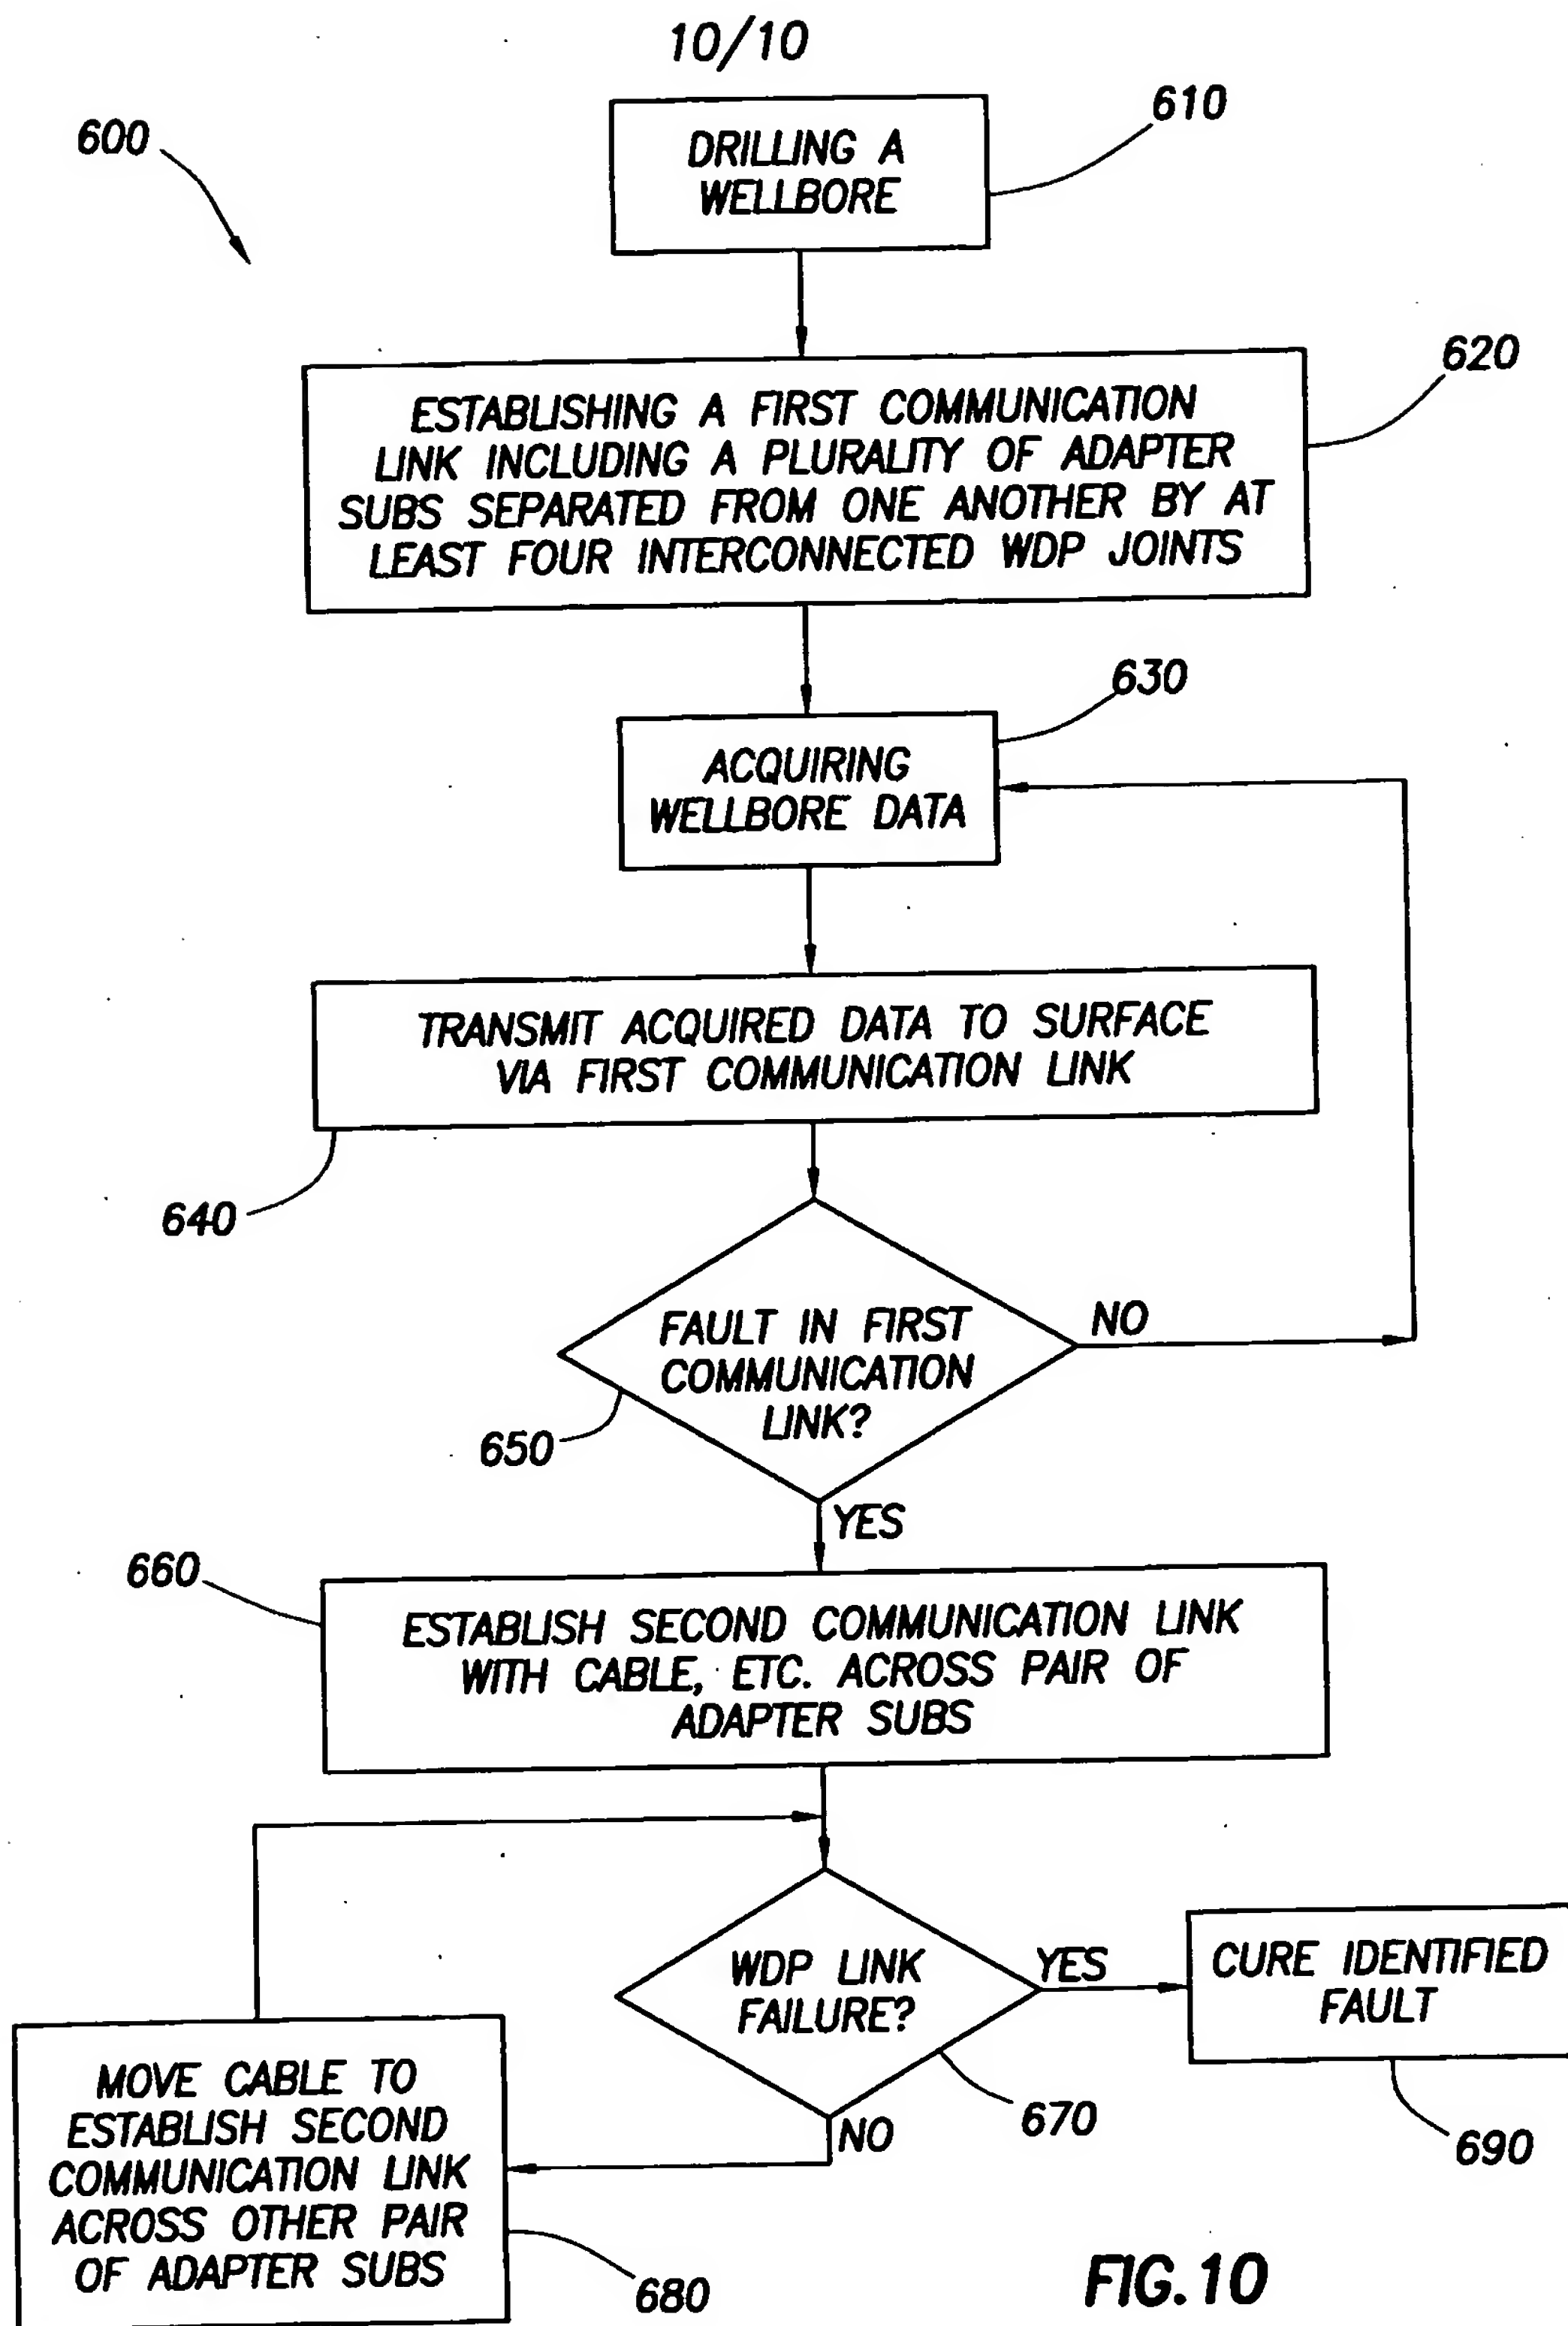 10/10
600
610
DRILLING A
WELLBORE
620
ESTABLISHING A FIRST COMMUNICATION
LINK INCLUDING A PLURALITY OF ADAPTER
SUBS SEPARATED FROM ONE ANOTHER BY AT
LEAST FOUR INTERCONNECTED WDP JOINTS
630
ACQUIRING
WELLBORE DATA
TRANSMIT ACQUIRED DATA TO SURFACE
VIA FIRST COMMUNICATION LINK
640
FAULT IN FIRST
COMMUNICATION
LINK?
NO
650
YES
660
ESTABLISH SECOND COMMUNICATION LINK
WITH CABLE, ETC. ACROSS PAIR OF
ADAPTER SUBS
WDP LINK
FAILURE?
YES
CURE IDENTIFIED
FAULT
670
NO
690
MOVE CABLE TO
ESTABLISH SECOND
COMMUNICATION LINK
ACROSS OTHER PAIR
OF ADAPTER SUBS
680
FIG.10